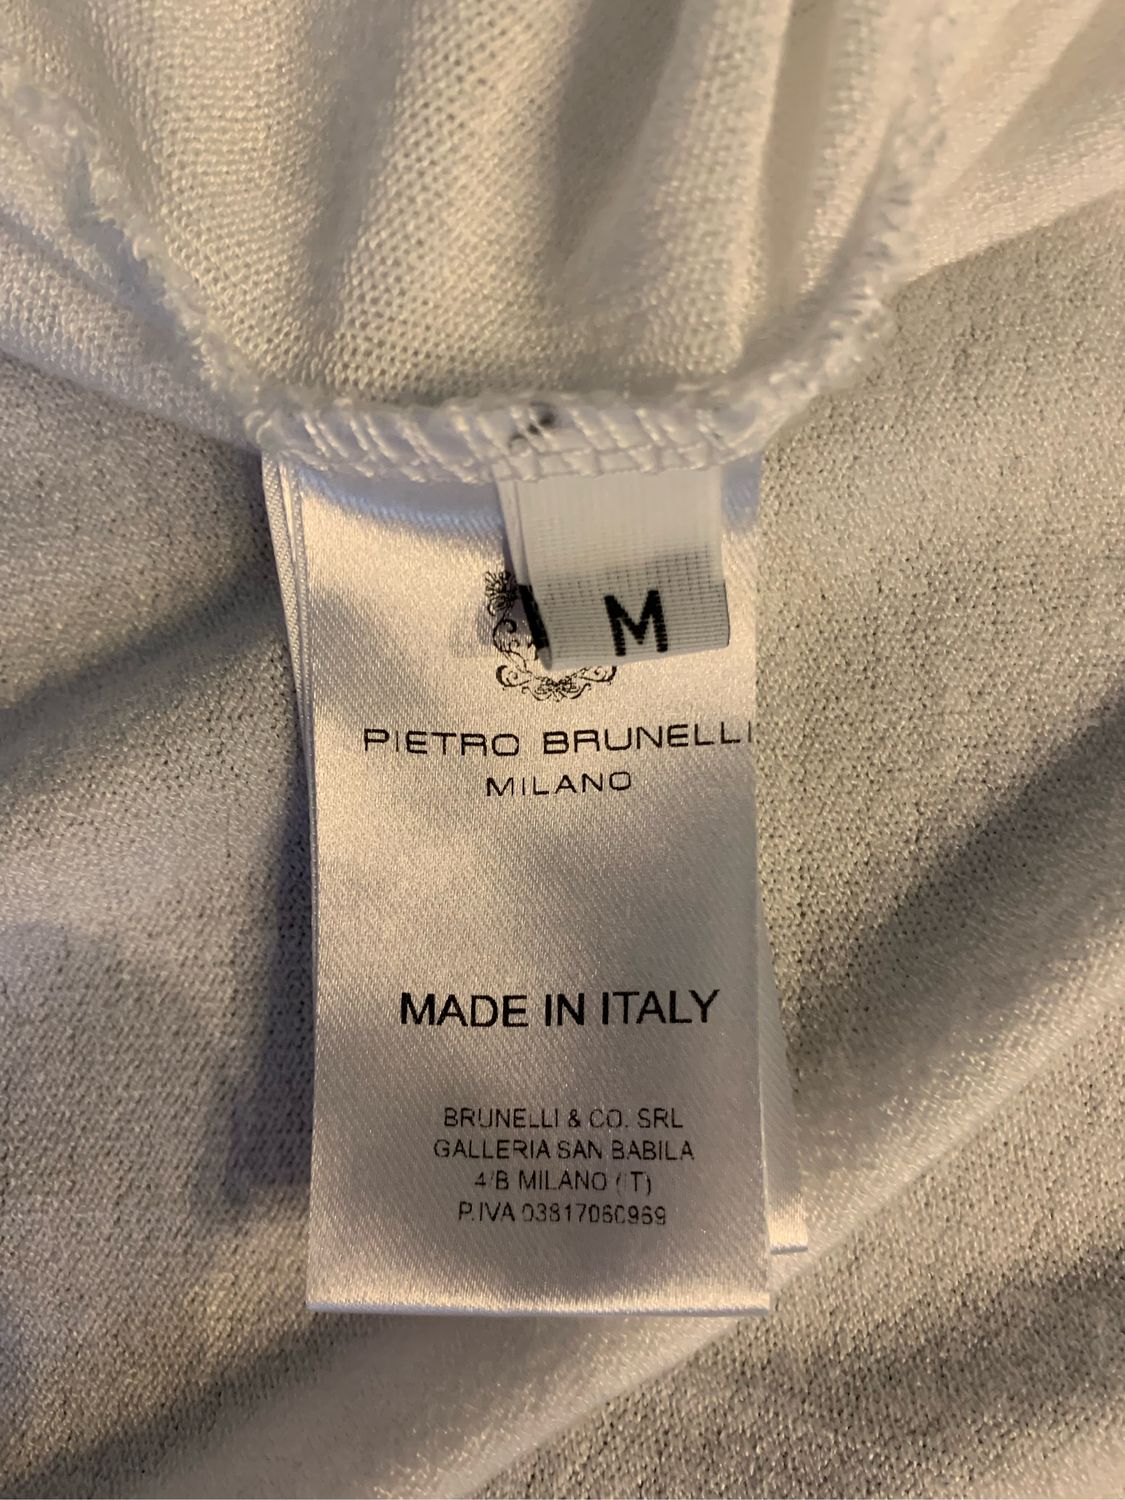 M
PIETRO BRUNELLI
MILANO
MADE IN ITALY
BRUNELLI & CO. SRL
GALLERIA SAN BABILA
4/B MILANO (IT)
P.IVA 03817060969